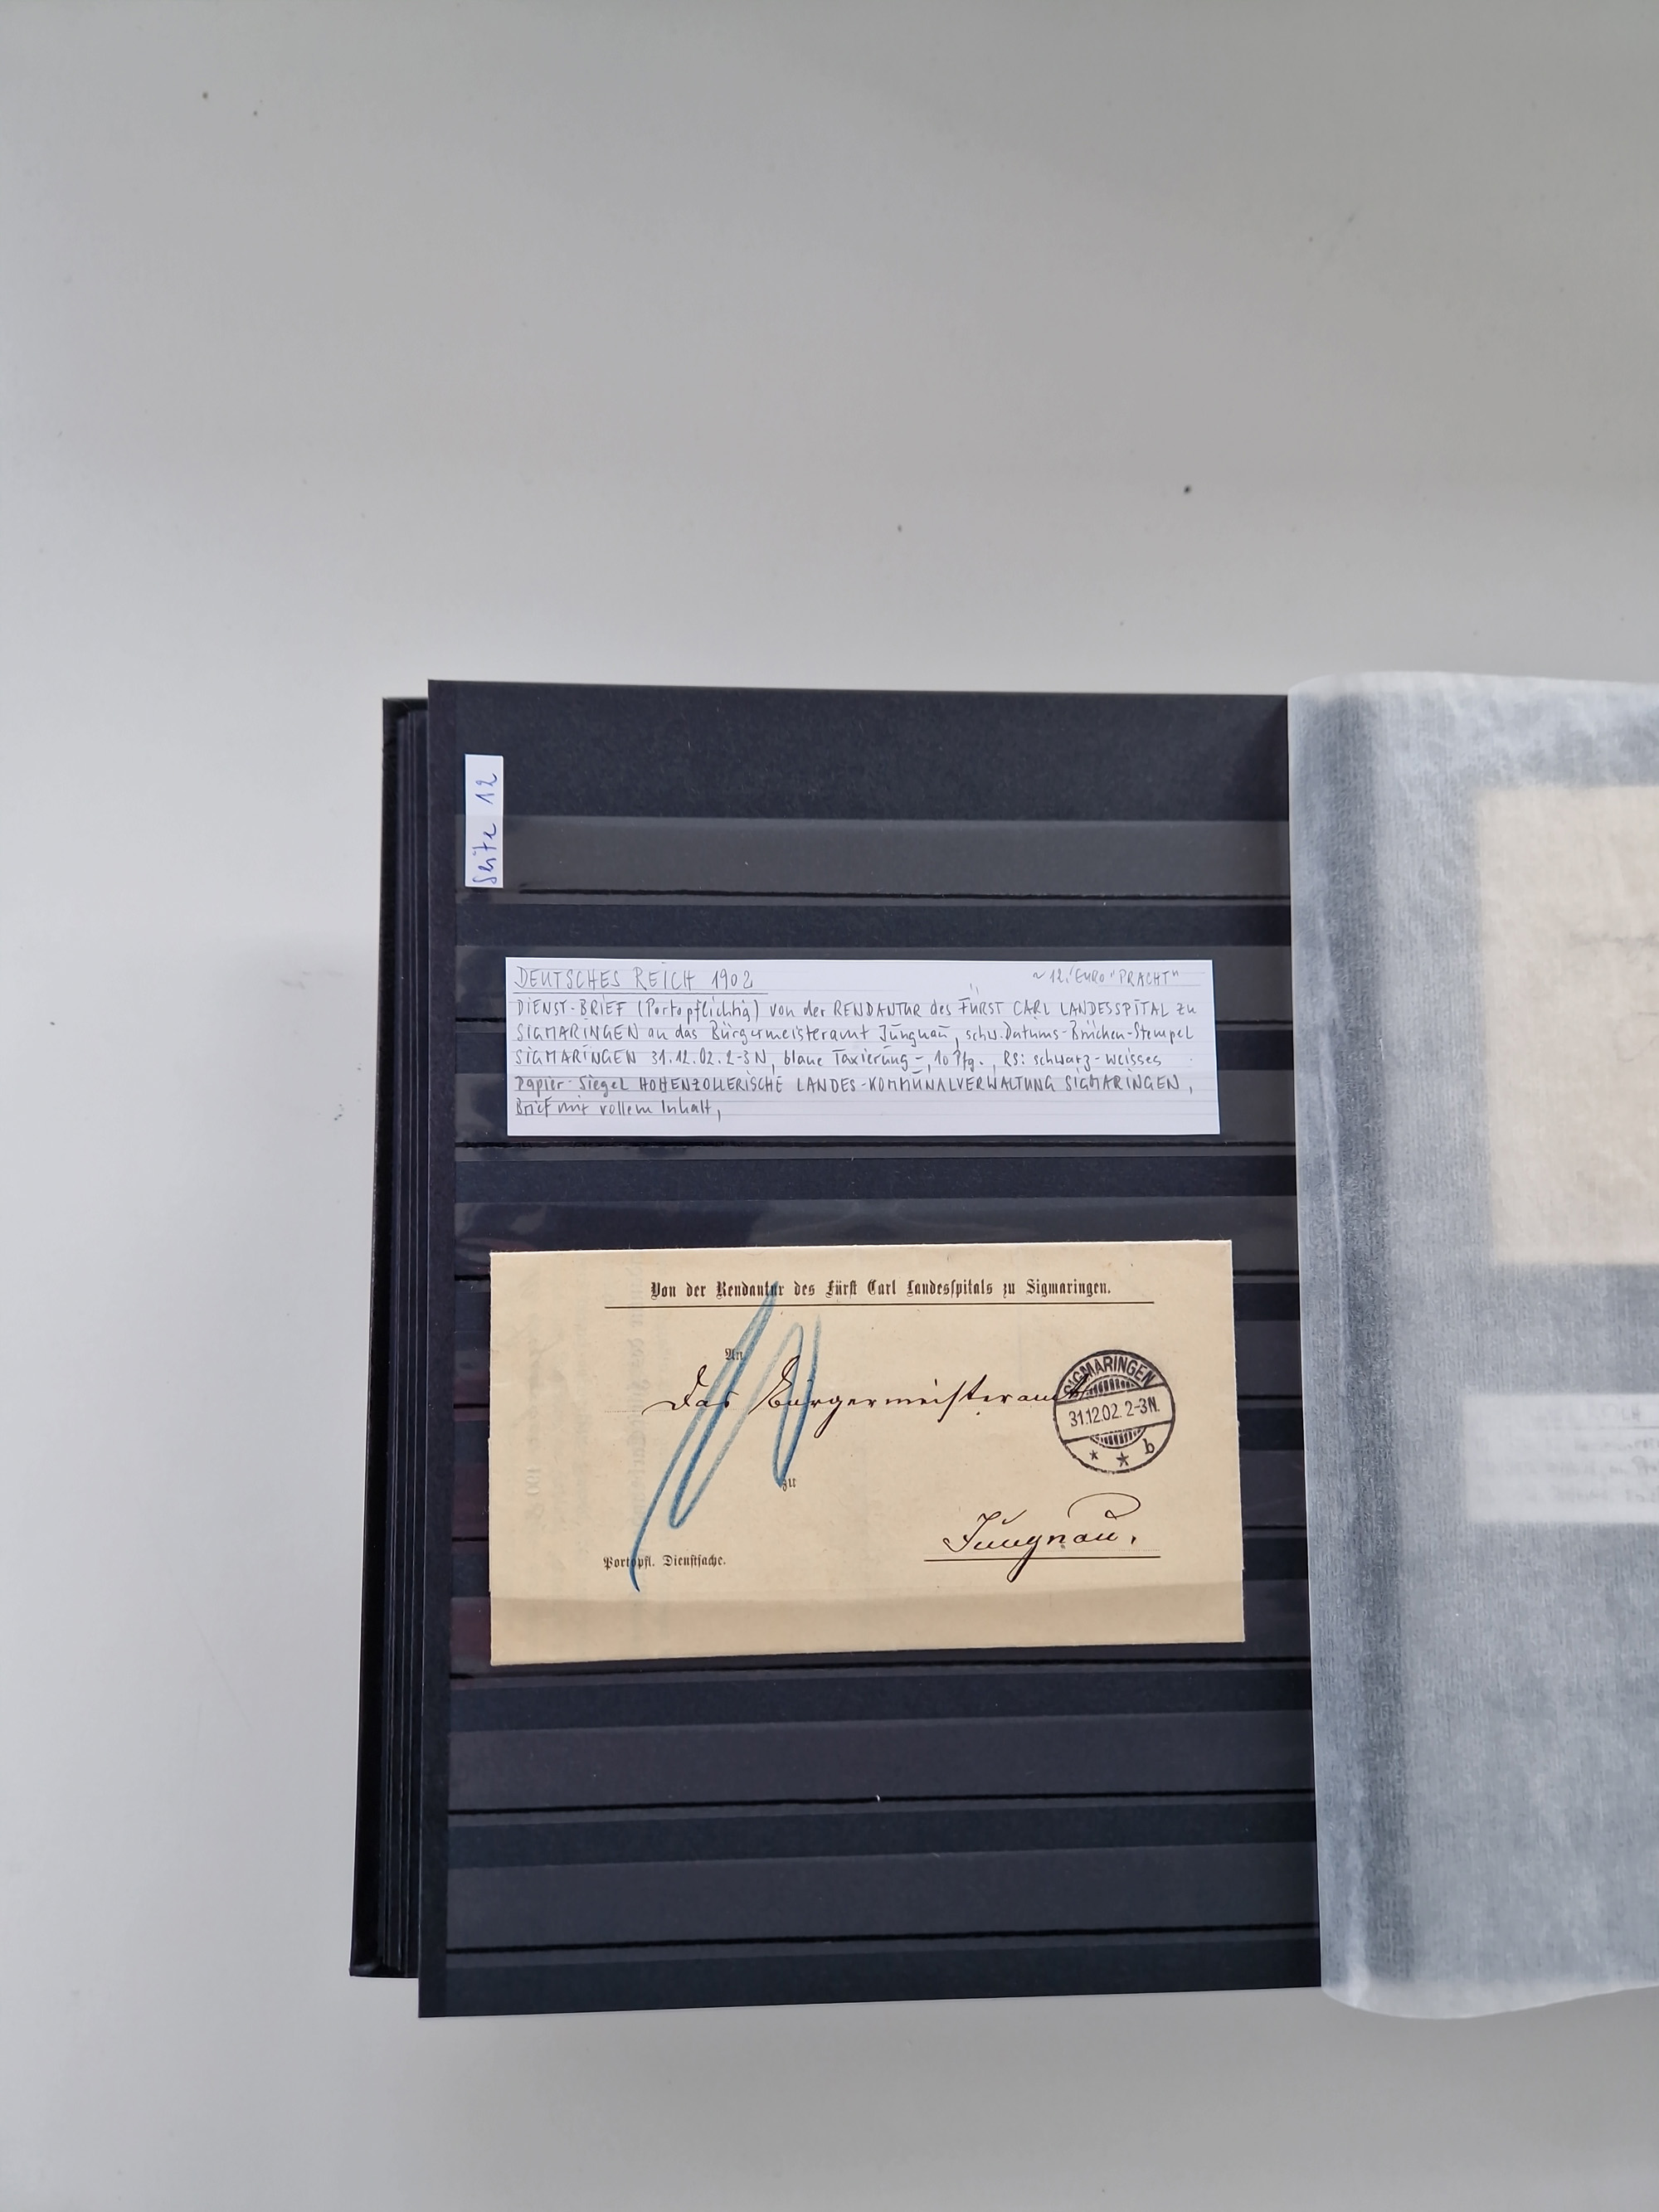 Seite 12
DEUTSCHES REICH 1902 ~12,- EURO "PRACHT"
DIENST-BRIEF (Portopflichtig) von der RENDANTUR des FÜRST CARL LANDESSPITAL zu
SIGMARINGEN an das Bürgermeisteramt Jungnau, schw. Datums-Brücken-Stempel
SIGMARINGEN 31.12.02.2-3N, blaue Taxierung -,10 Pfg., RS: schwarz-weisses
Papier-Siegel HOHENZOLLERISCHE LANDES-KOMMUNALVERWALTUNG SIGMARINGEN,
Brief mit vollem Inhalt,
Von der Rendantur des Fürst Carl Landesspitals zu Sigmaringen.
An
Das Bürgermeisteramt
SIGMARINGEN
31.12.02.2-3N.
* * b
zu
Jungnau.
Portopfl. Dienstsache.
10